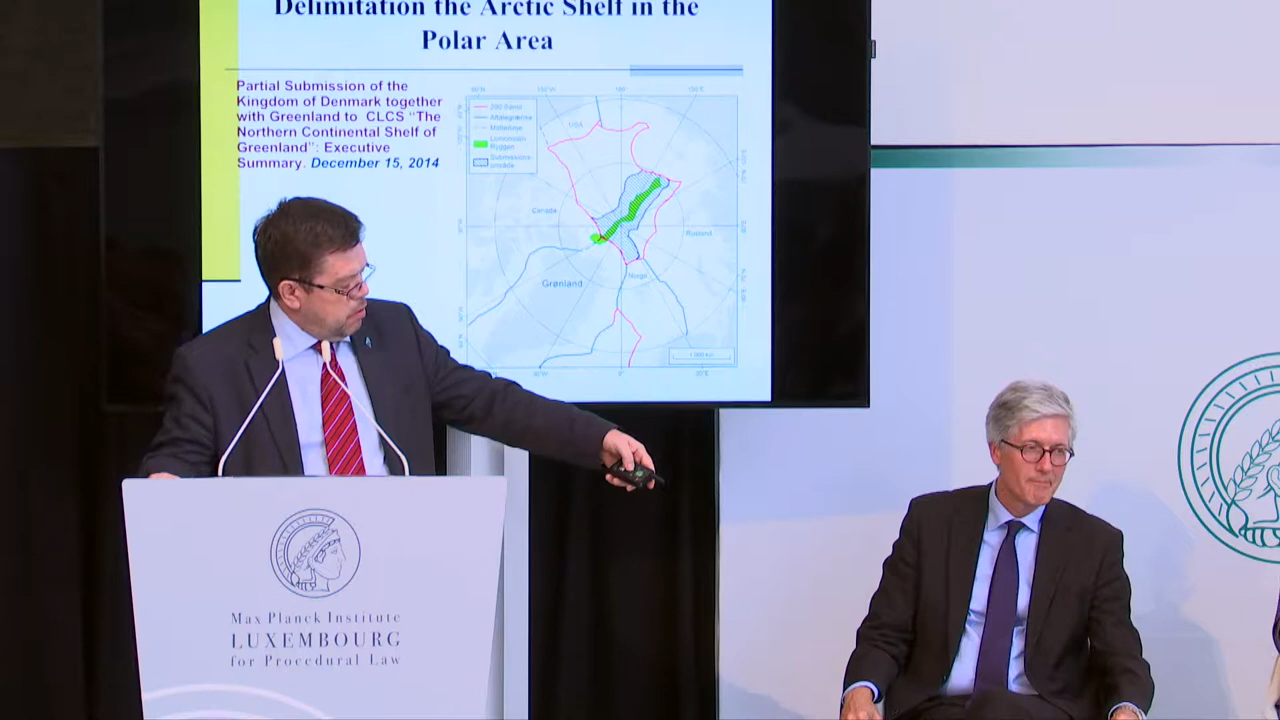 Delimitation the Arctic Shelf in the
Polar Area
Partial Submission of the
Kingdom of Denmark together
with Greenland to CLCS "The
Northern Continental Shelf of
Greenland": Executive
Summary. December 15, 2014
USA
Canada
Rusland
Grønland
Norge
Max Planck Institute
LUXEMBOURG
for Procedural Law